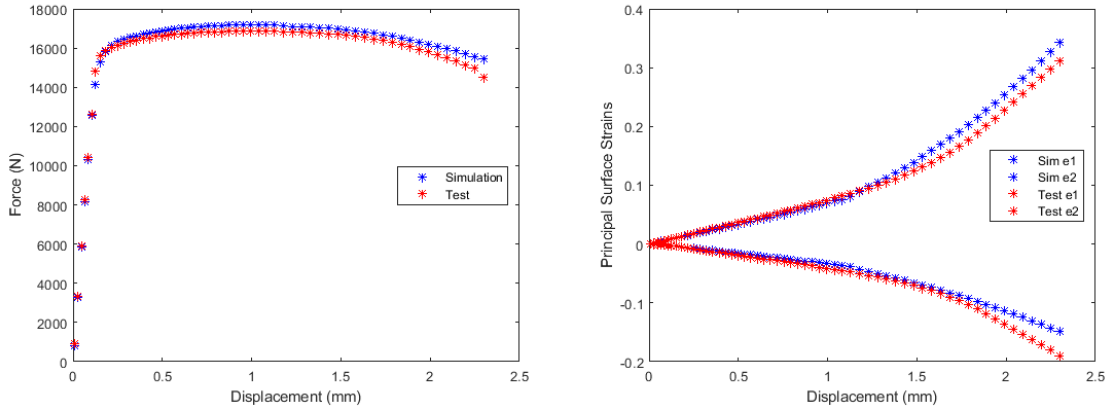 18000
16000
14000
12000
10000
8000
6000
4000
2000
0
Force (N)
0
0.5
1
1.5
2
2.5
Displacement (mm)
Simulation
Test
0.4
0.3
0.2
0.1
0
-0.1
-0.2
Principal Surface Strains
0
0.5
1
1.5
2
2.5
Displacement (mm)
Sim e1
Sim e2
Test e1
Test e2